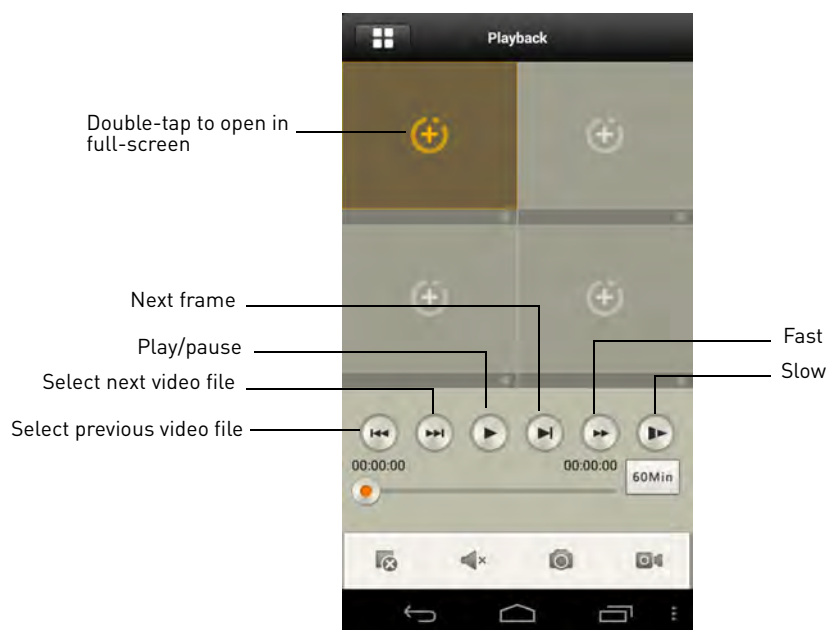 Playback
Double-tap to open in
full-screen
Next frame
Play/pause
Select next video file
Select previous video file
Fast
Slow
00:00:00
00:00:00
60Min